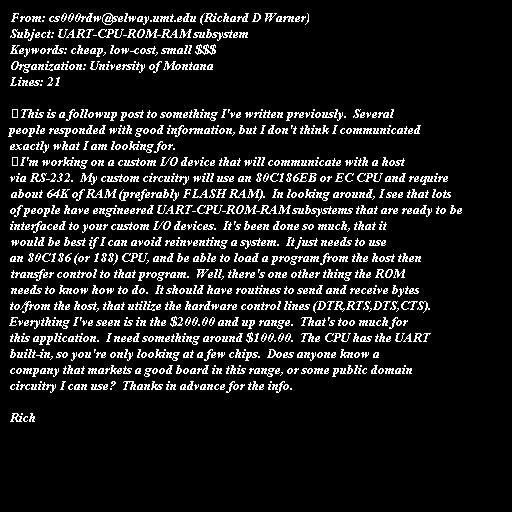 From: cs000rdw@selway.umt.edu (Richard D Warner)
Subject: UART-CPU-ROM-RAM subsystem
Keywords: cheap, low-cost, small $$$
Organization: University of Montana
Lines: 21

This is a followup post to something I've written previously. Several
people responded with good information, but I don't think I communicated
exactly what I am looking for.
I'm working on a custom I/O device that will communicate with a host
via RS-232. My custom circuitry will use an 80C186EB or EC CPU and require
about 64K of RAM (preferably FLASH RAM). In looking around, I see that lots
of people have engineered UART-CPU-ROM-RAM subsystems that are ready to be
interfaced to your custom I/O devices. It's been done so much, that it
would be best if I can avoid reinventing a system. It just needs to use
an 80C186 (or 188) CPU, and be able to load a program from the host then
transfer control to that program. Well, there's one other thing the ROM
needs to know how to do. It should have routines to send and receive bytes
to/from the host, that utilize the hardware control lines (DTR,RTS,DTS,CTS).
Everything I've seen is in the $200.00 and up range. That's too much for
this application. I need something around $100.00. The CPU has the UART
built-in, so you're only looking at a few chips. Does anyone know a
company that markets a good board in this range, or some public domain
circuitry I can use? Thanks in advance for the info.

Rich